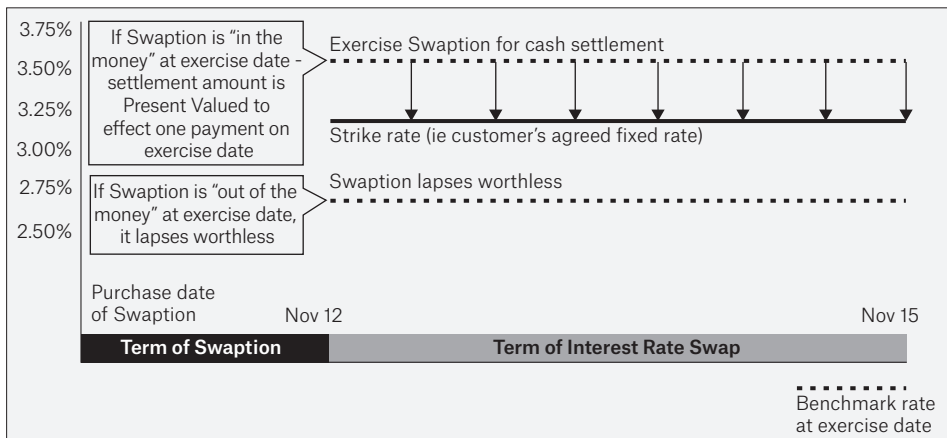 3.75%
3.50%
3.25%
3.00%
2.75%
2.50%
If Swaption is “in the
money” at exercise date -
settlement amount is
Present Valued to
effect one payment on
exercise date
Exercise Swaption for cash settlement
Strike rate (ie customer’s agreed fixed rate)
If Swaption is “out of the
money” at exercise date,
it lapses worthless
Swaption lapses worthless
Purchase date
of Swaption
Nov 12
Nov 15
Term of Swaption
Term of Interest Rate Swap
Benchmark rate
at exercise date